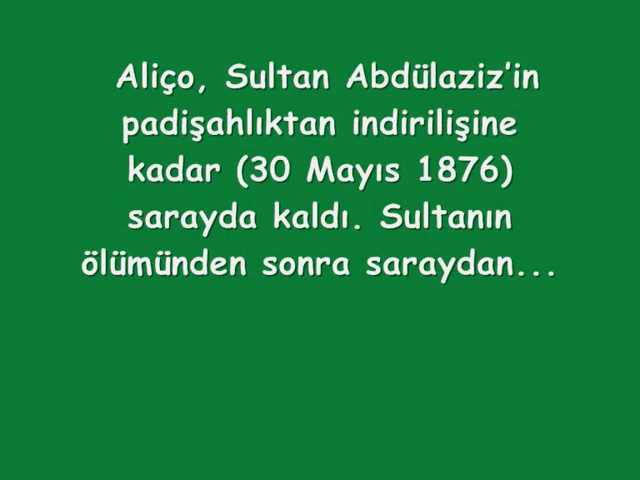 Aliço, Sultan Abdülaziz'in
padişahlıktan indirilişine
kadar (30 Mayıs 1876)
sarayda kaldı. Sultanın
ölümünden sonra saraydan...